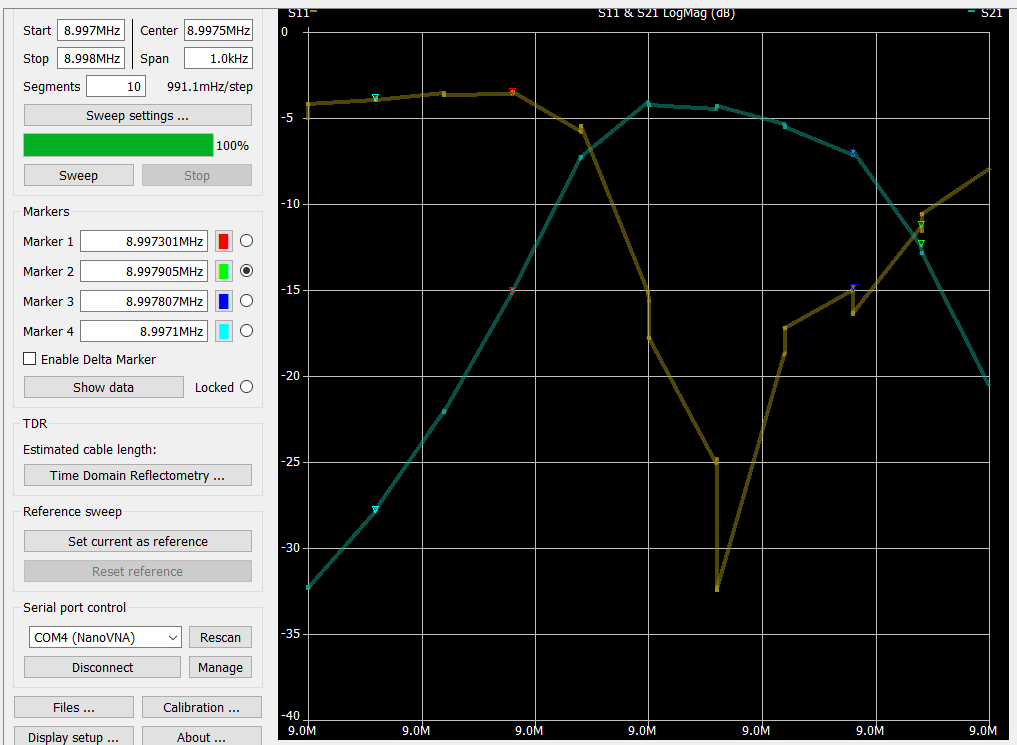 Start 8.997MHz Center 8.9975MHz
Stop 8.998MHz Span 1.0kHz
Segments 10 991.1mHz/step
Sweep settings ...
100%
Sweep Stop
Markers
Marker 1 8.997301MHz
Marker 2 8.997905MHz
Marker 3 8.997807MHz
Marker 4 8.9971MHz
Enable Delta Marker
Show data Locked
TDR
Estimated cable length:
Time Domain Reflectometry ...
Reference sweep
Set current as reference
Reset reference
Serial port control
COM4 (NanoVNA) Rescan
Disconnect Manage
Files ... Calibration ...
Display setup ... About ...
S11 S11 & S21 LogMag (dB) S21
0
-5
-10
-15
-20
-25
-30
-35
-40
9.0M 9.0M 9.0M 9.0M 9.0M 9.0M 9.0M